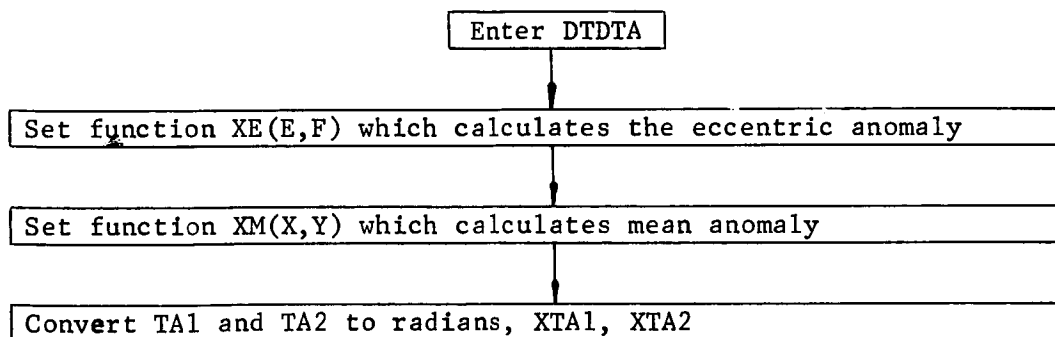 Enter DTDTA
Set function XE(E,F) which calculates the eccentric anomaly
Set function XM(X,Y) which calculates mean anomaly
Convert TA1 and TA2 to radians, XTA1, XTA2